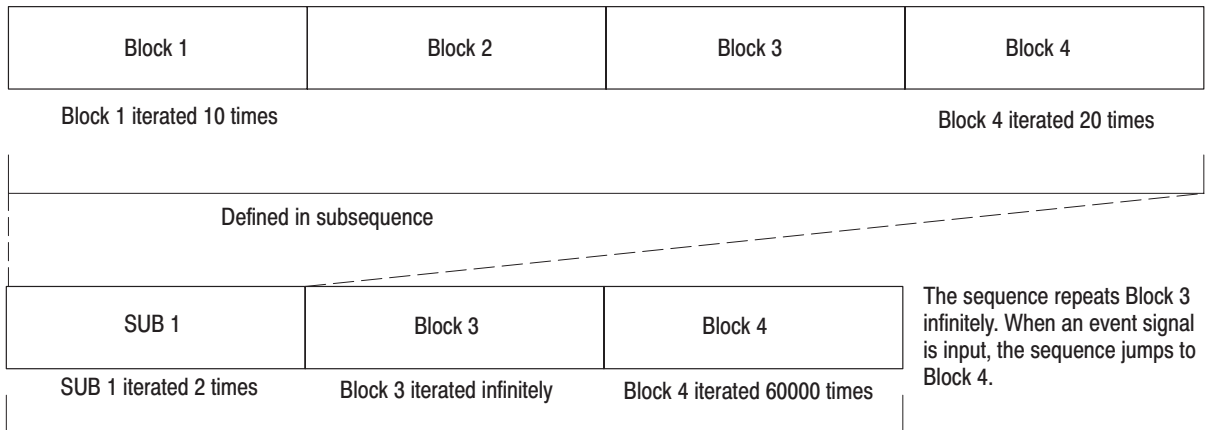 Block 1
Block 2
Block 3
Block 4
Block 1 iterated 10 times
Block 4 iterated 20 times
Defined in subsequence
SUB 1
Block 3
Block 4
The sequence repeats Block 3
infinitely. When an event signal
is input, the sequence jumps to
Block 4.
SUB 1 iterated 2 times
Block 3 iterated infinitely
Block 4 iterated 60000 times